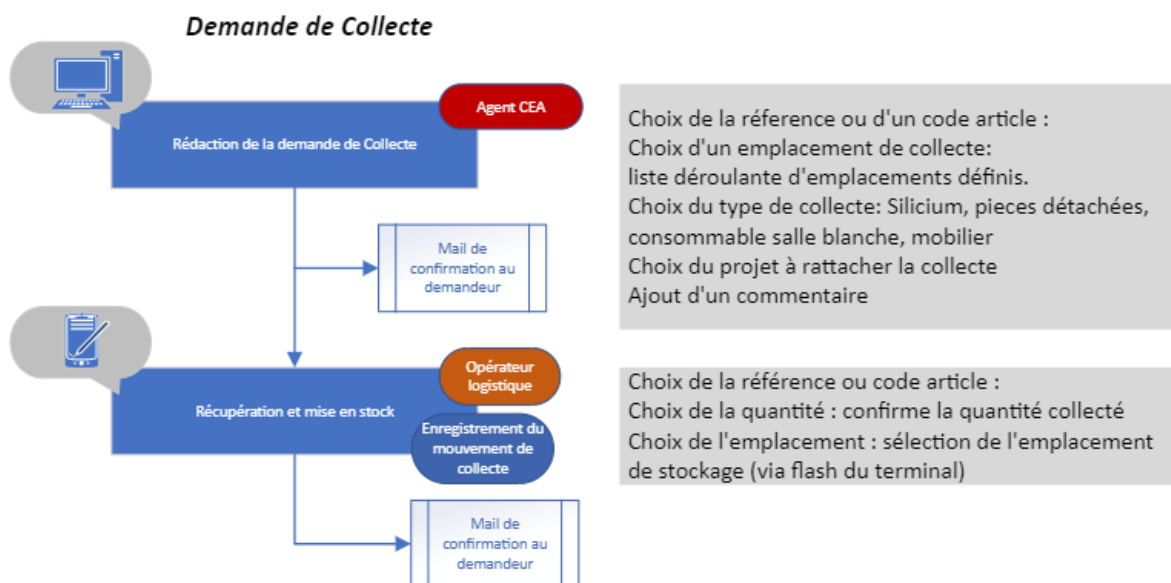 Demande de Collecte
Agent CEA
Rédaction de la demande de Collecte
Mail de
confirmation au
demandeur
Choix de la réference ou d'un code article :
Choix d'un emplacement de collecte:
liste déroulante d'emplacements définis.
Choix du type de collecte: Silicium, pieces détachées,
consommable salle blanche, mobilier
Choix du projet à rattacher la collecte
Ajout d'un commentaire
Opérateur
logistique
Récupération et mise en stock
Enregistrement du
mouvement de
collecte
Mail de
confirmation au
demandeur
Choix de la référence ou code article :
Choix de la quantité : confirme la quantité collecté
Choix de l'emplacement : sélection de l'emplacement
de stockage (via flash du terminal)